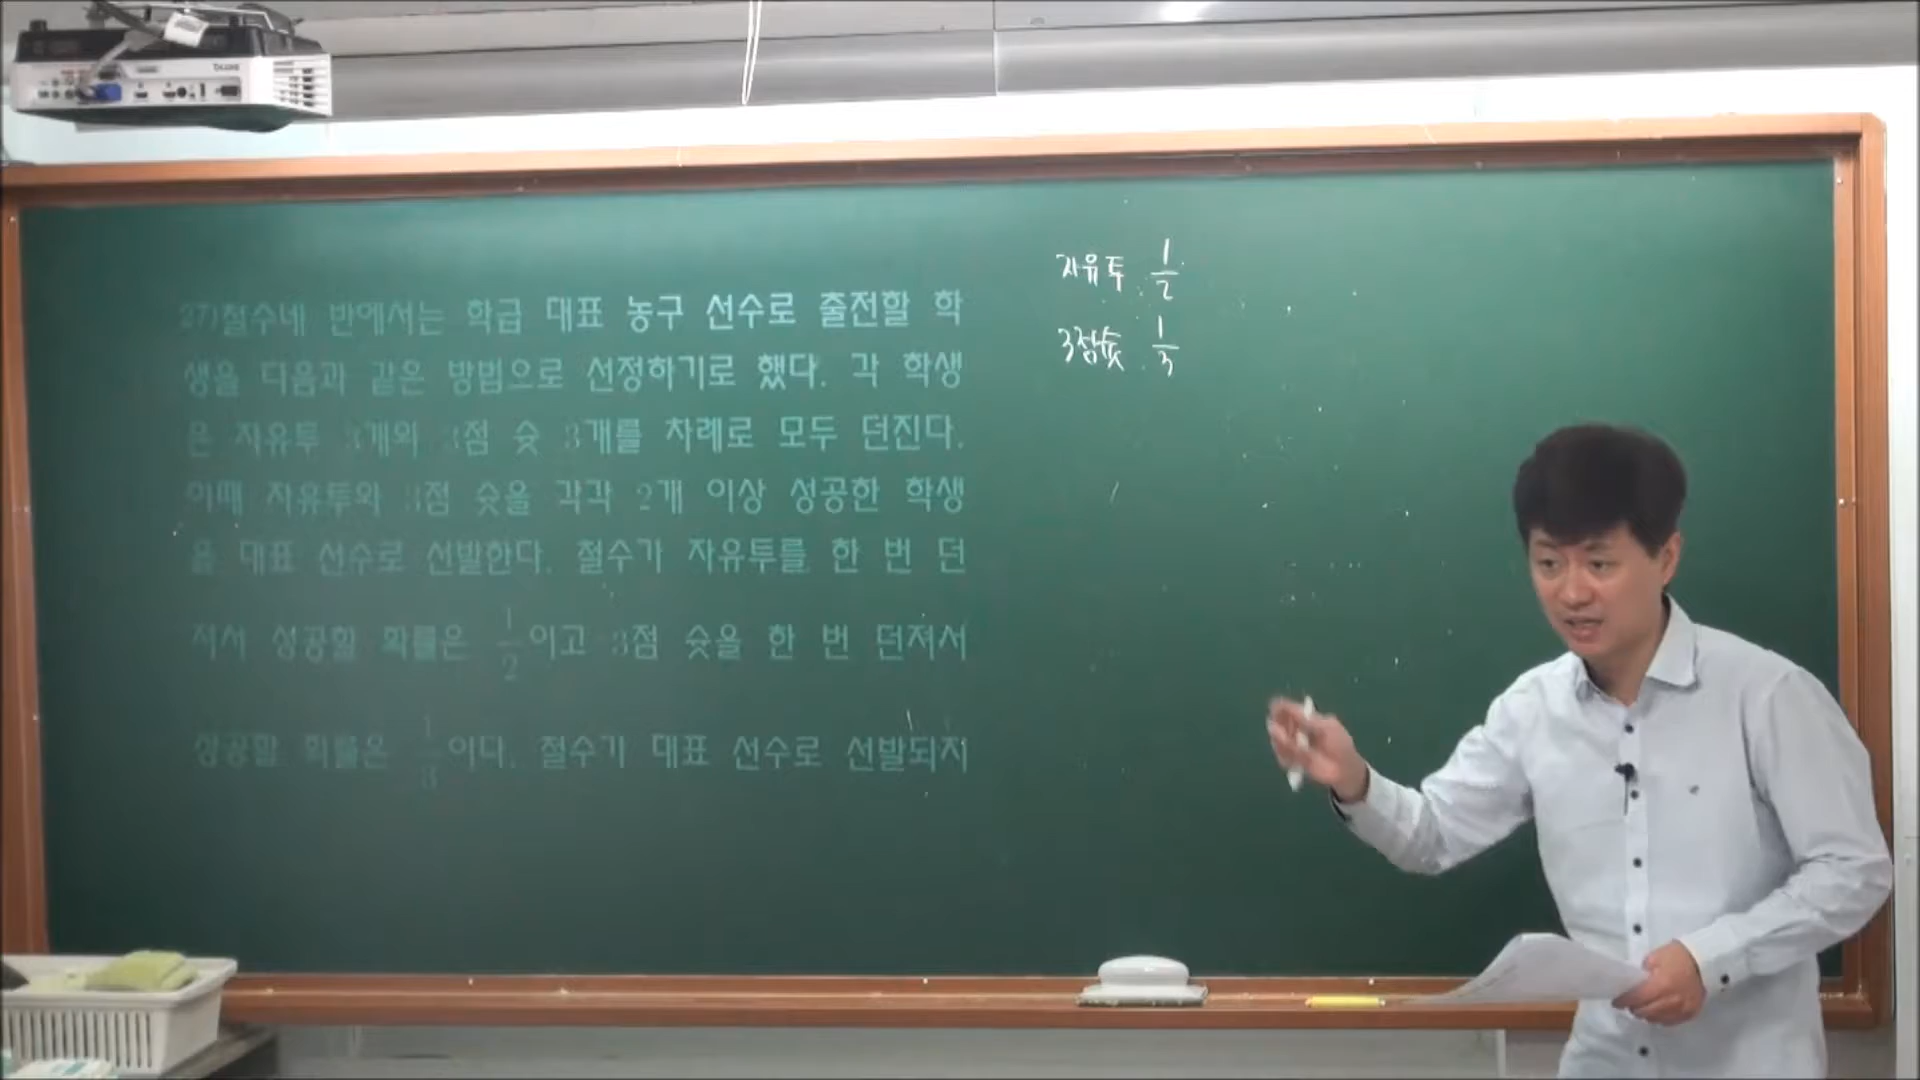 27)철수네 반에서는 학급 대표 농구 선수로 출전할 학
생을 다음과 같은 방법으로 선정하기로 했다. 각 학생
은 자유투 3개와 3점 슛 3개를 차례로 모두 던진다.
이때 자유투와 3점 슛을 각각 2개 이상 성공한 학생
을 대표 선수로 선발한다. 철수가 자유투를 한 번 던
져서 성공할 확률은 1/2이고 3점 슛을 한 번 던져서
성공할 확률은 1/3이다. 철수가 대표 선수로 선발되지
자유투 1/2
3점슛 1/3